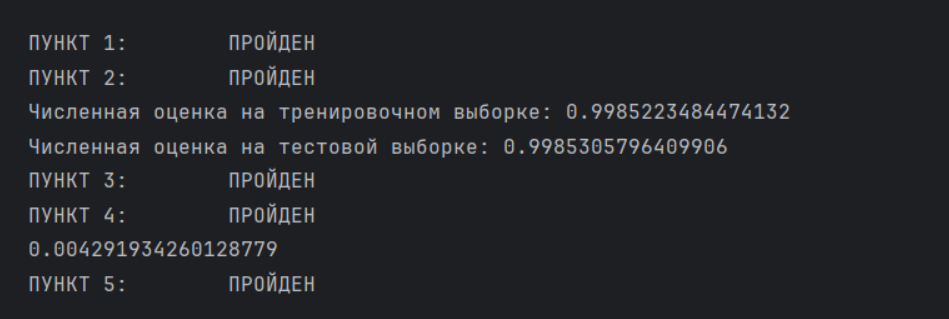 ПУНКТ 1: ПРОЙДЕН
ПУНКТ 2: ПРОЙДЕН
Численная оценка на тренировочном выборке: 0.9985223484474132
Численная оценка на тестовой выборке: 0.9985305796409906
ПУНКТ 3: ПРОЙДЕН
ПУНКТ 4: ПРОЙДЕН
0.004291934260128779
ПУНКТ 5: ПРОЙДЕН